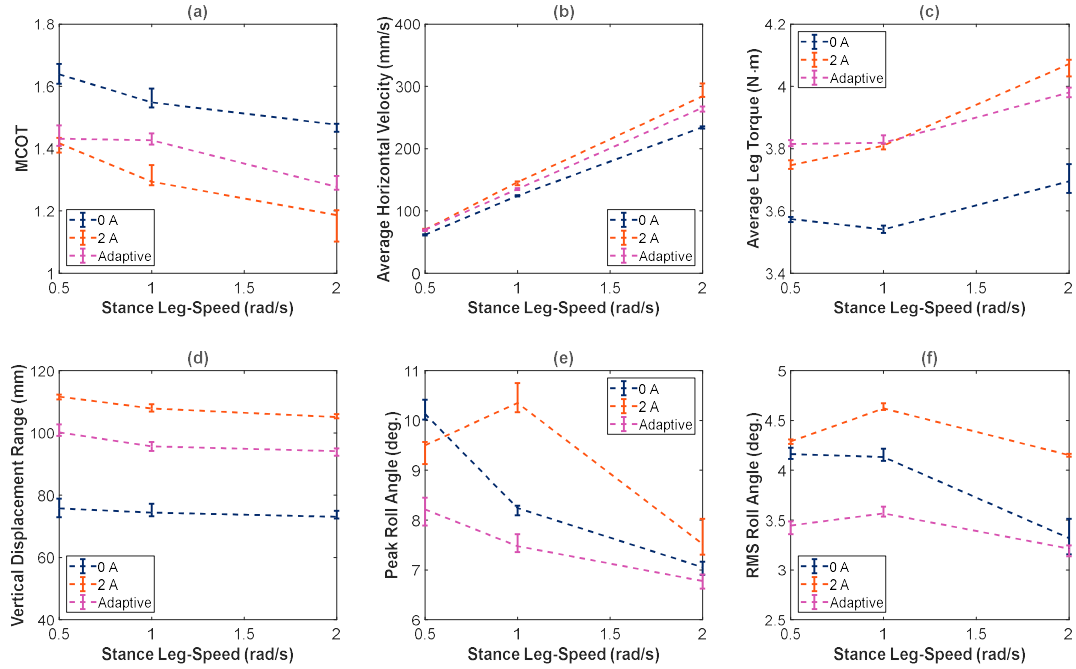 (a)
1.8
1.6
1.4
1.2
1
MCOT
0 A
2 A
Adaptive
0.5
1
1.5
2
Stance Leg-Speed (rad/s)
(b)
400
300
200
100
0
Average Horizontal Velocity (mm/s)
0 A
2 A
Adaptive
0.5
1
1.5
2
Stance Leg-Speed (rad/s)
(c)
4.2
4
3.8
3.6
3.4
Average Leg Torque (N·m)
0 A
2 A
Adaptive
0.5
1
1.5
2
Stance Leg-Speed (rad/s)
(d)
120
100
80
60
40
Vertical Displacement Range (mm)
0 A
2 A
Adaptive
0.5
1
1.5
2
Stance Leg-Speed (rad/s)
(e)
11
10
9
8
7
6
Peak Roll Angle (deg.)
0 A
2 A
Adaptive
0.5
1
1.5
2
Stance Leg-Speed (rad/s)
(f)
5
4.5
4
3.5
3
2.5
RMS Roll Angle (deg.)
0 A
2 A
Adaptive
0.5
1
1.5
2
Stance Leg-Speed (rad/s)